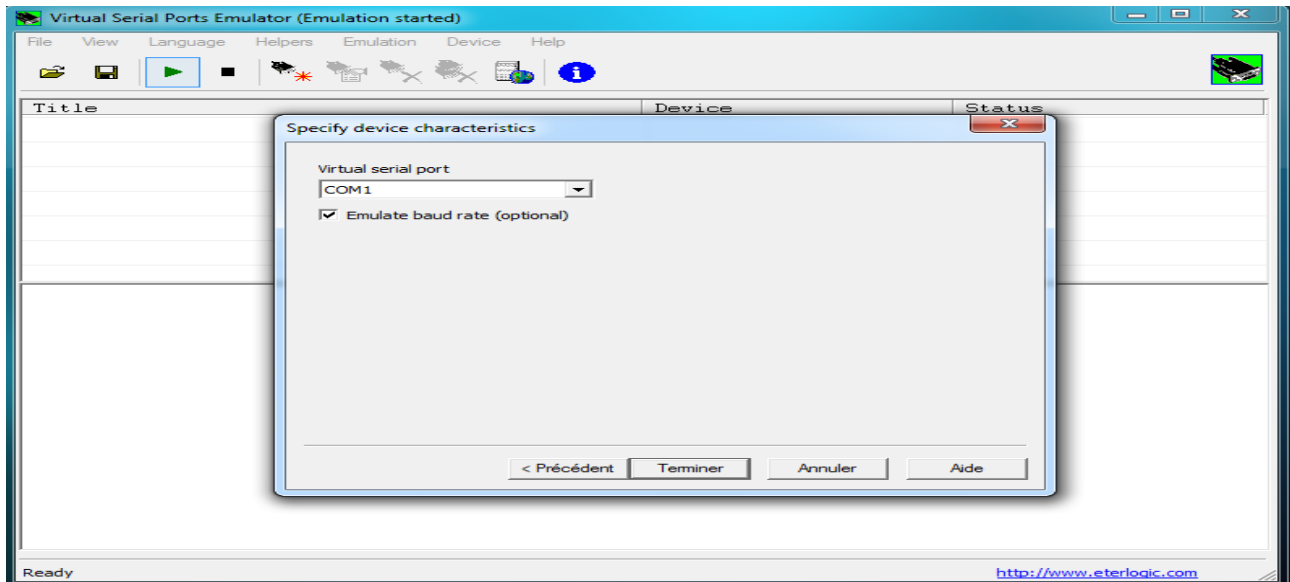 Virtual Serial Ports Emulator (Emulation started)
File View Language Helpers Emulation Device Help
Title Device Status
Specify device characteristics
Virtual serial port
COM1
Emulate baud rate (optional)
< Précédent Terminer Annuler Aide
Ready http://www.eterlogic.com